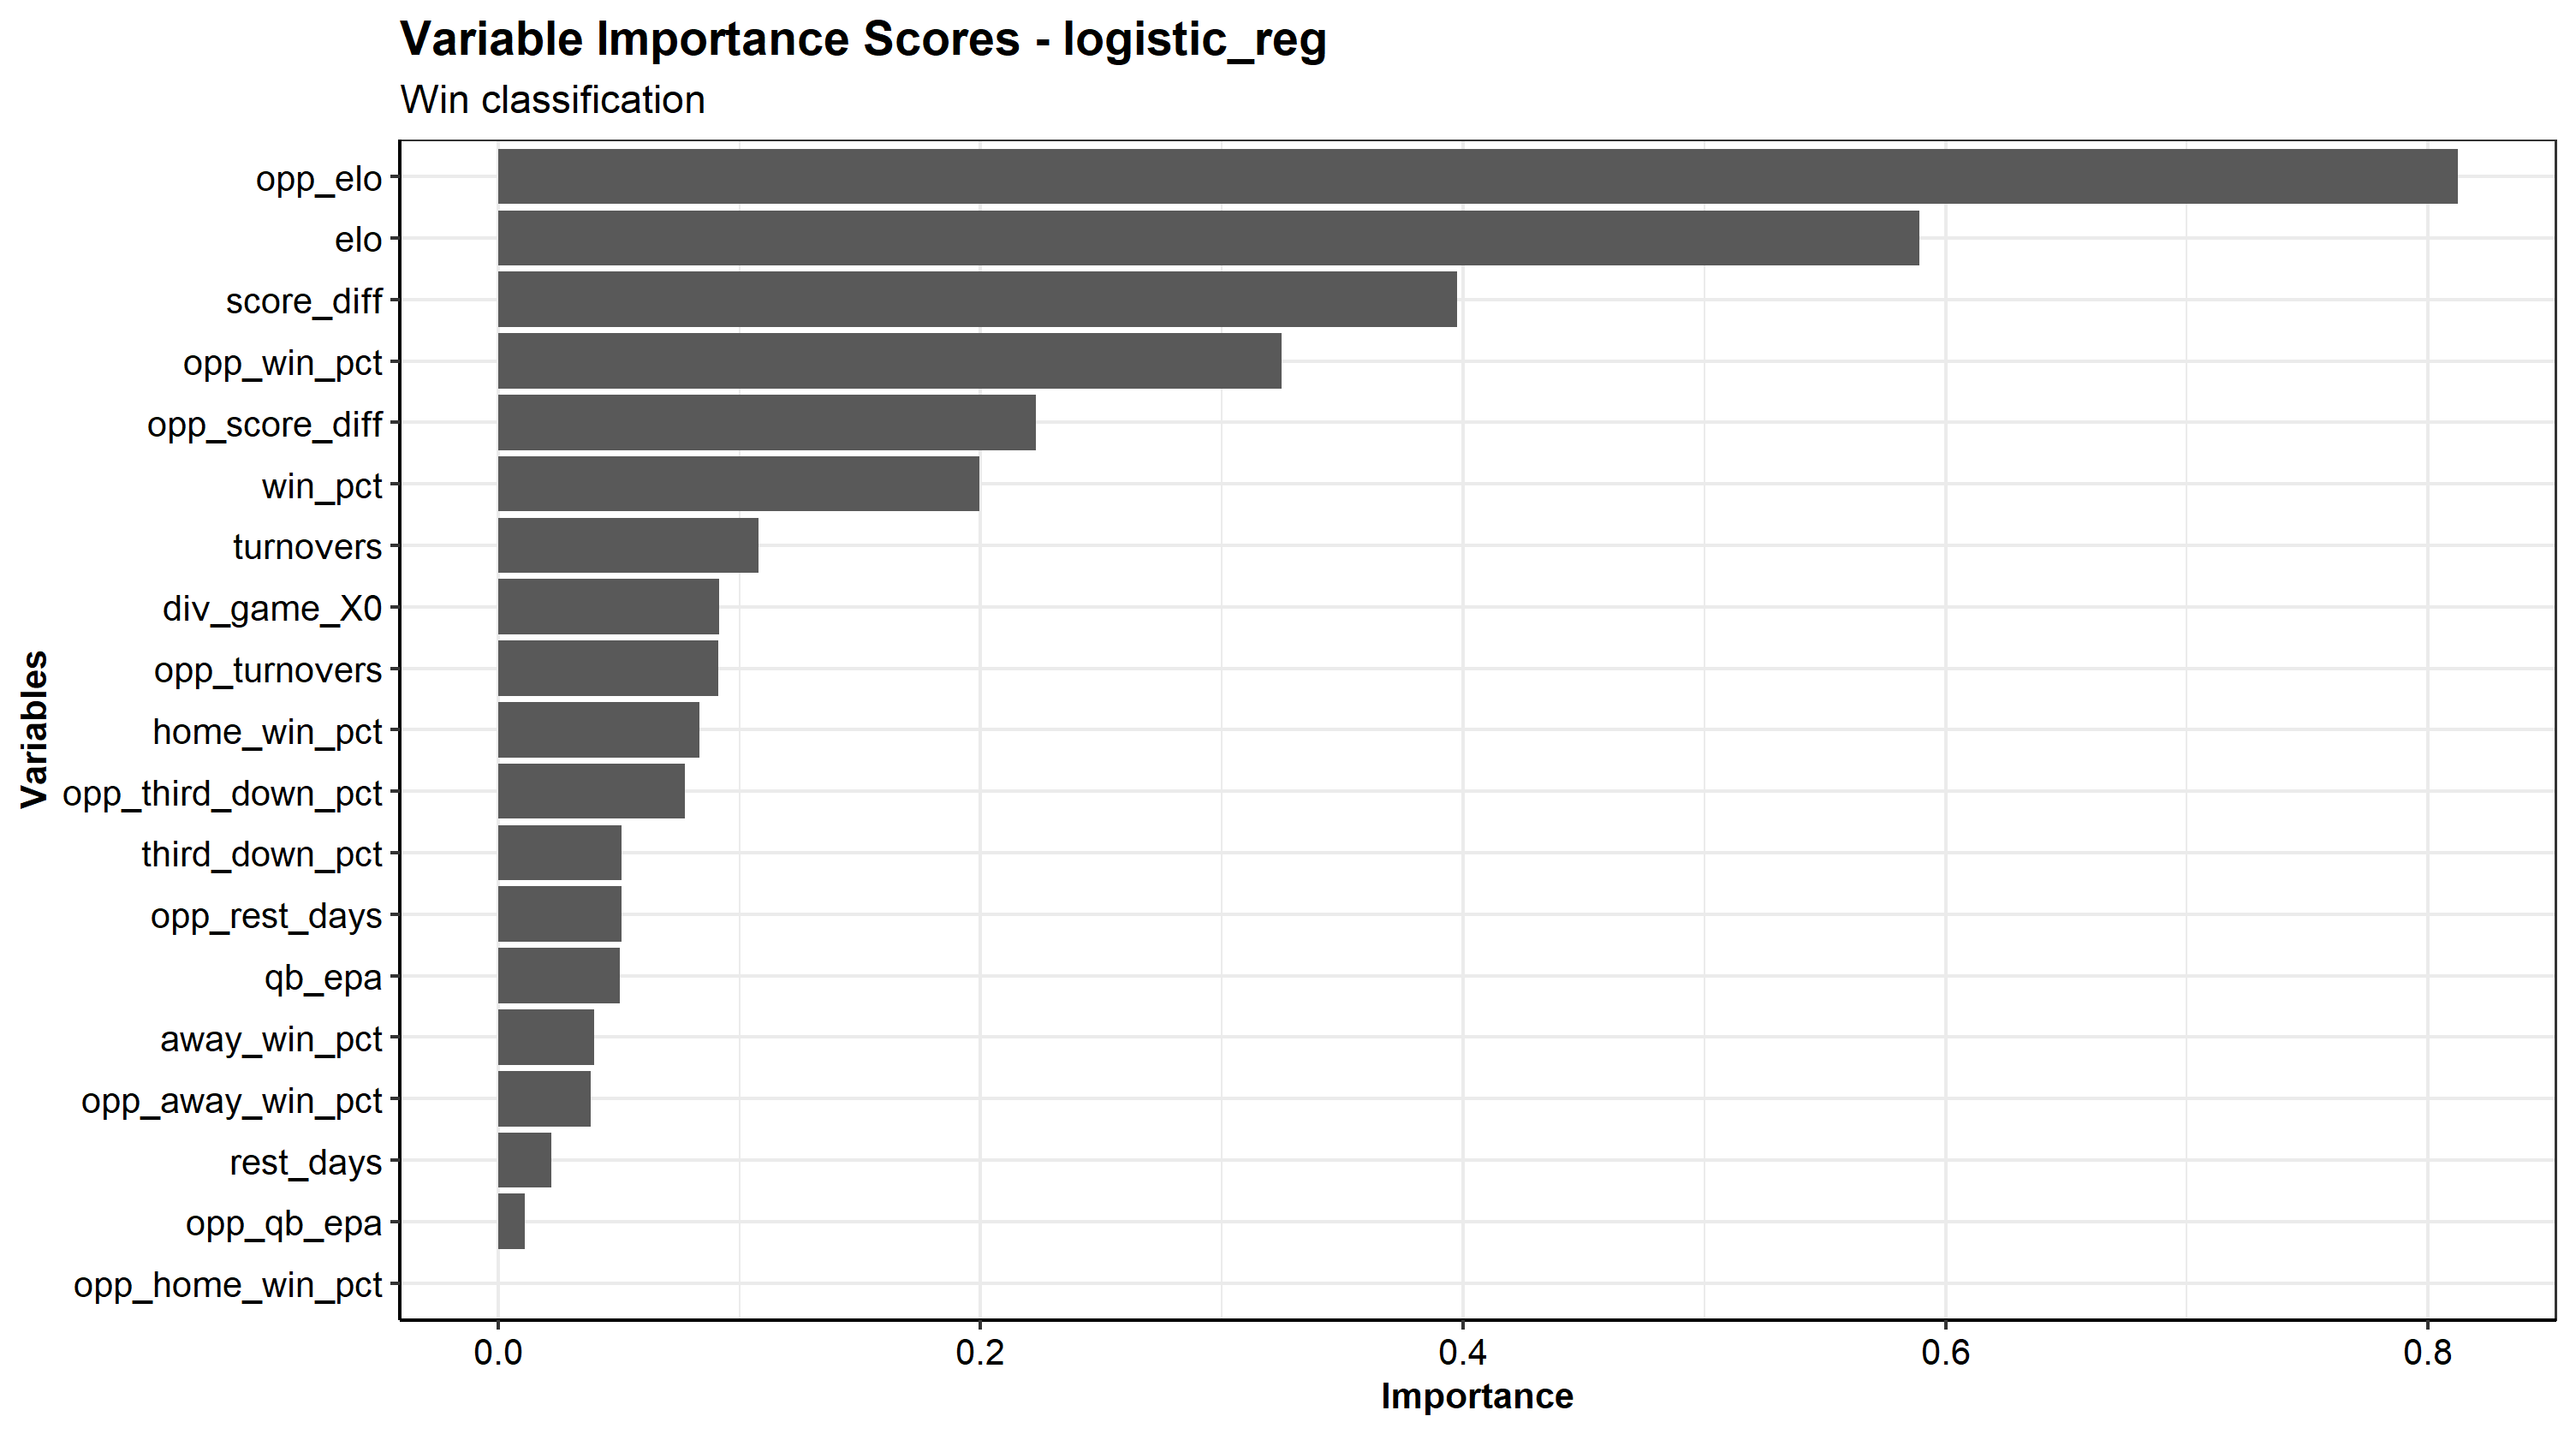 Variable Importance Scores - logistic_reg
Win classification
opp_elo
elo
score_diff
opp_win_pct
opp_score_diff
win_pct
turnovers
div_game_X0
opp_turnovers
home_win_pct
opp_third_down_pct
third_down_pct
opp_rest_days
qb_epa
away_win_pct
opp_away_win_pct
rest_days
opp_qb_epa
opp_home_win_pct
Variables
0.0 0.2 0.4 0.6 0.8
Importance